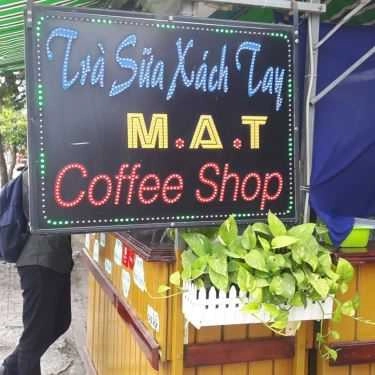 Trà Sữa Xách Tay
M.A.T
Coffee Shop